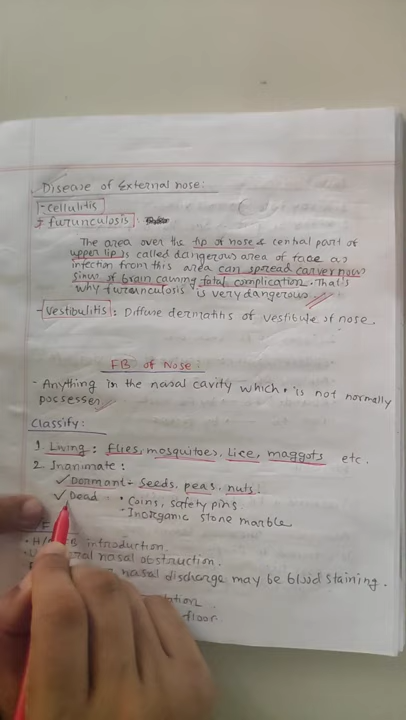 Disease of External nose:
1- cellulitis
2- furunculosis:
The area over the tip of nose & central part of
upper lip is called dangerous area of face as
infection from this area can spread carvernous
sinus of brain causing fatal complication. That's
why furunculosis is very dangerous
- Vestibulitis: Diffuse dermatitis of vestibule of nose.
FB of Nose:
- Anything in the nasal cavity which is not normally
possesses
Classify:
1. Living: flies, mosquitoes, Lice, maggots etc.
2 Inanimate:
✓ Dormant- seeds, peas, nuts.
✓ Dead • Coins, safety pins
- Inorganic stone marble
introduction
nasal obstruction.
nasal discharge may be blood staining.
floor